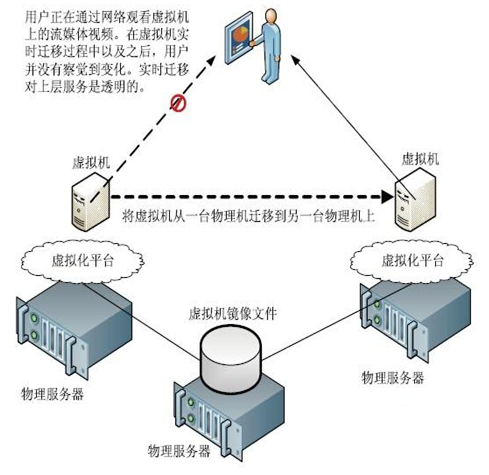 用户正在通过网络观看虚拟机
上的流媒体视频。在虚拟机实
时迁移过程中以及之后，用户
并没有察觉到变化。实时迁移
对上层服务是透明的。
虚拟机
虚拟机
将虚拟机从一台物理机迁移到另一台物理机上
虚拟化平台
虚拟化平台
虚拟机镜像文件
物理服务器
物理服务器
物理服务器